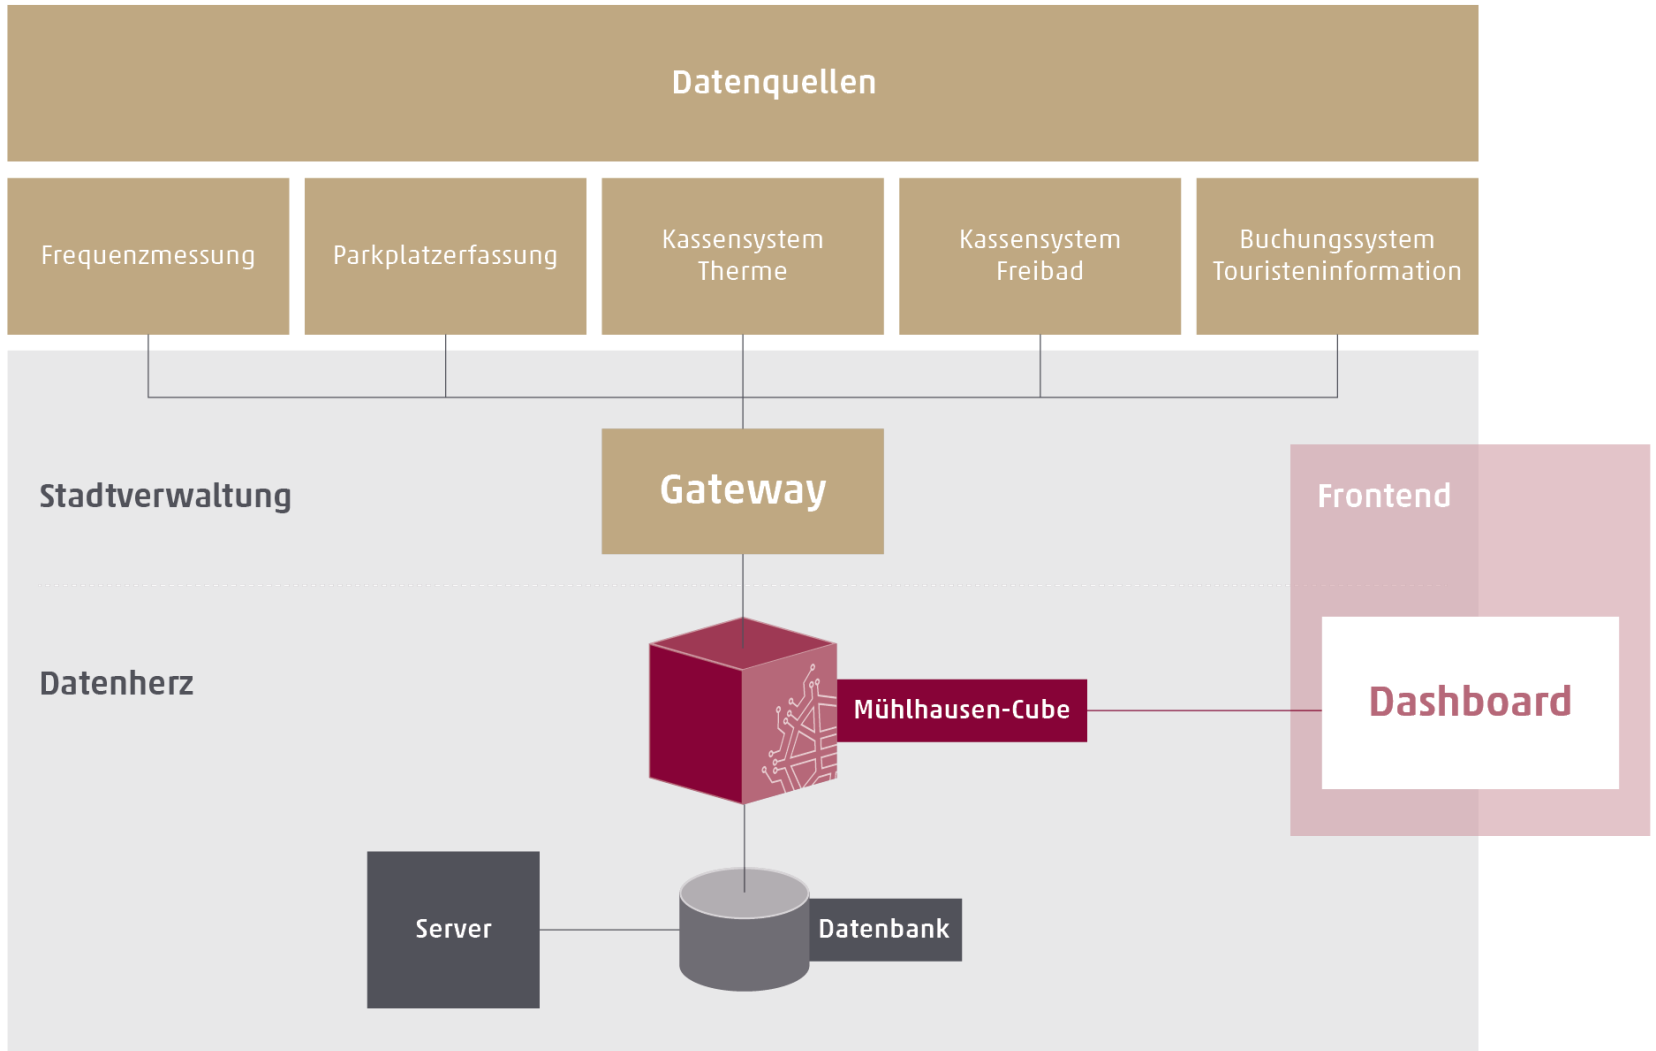 Datenquellen
Frequenzmessung
Parkplatzerfassung
Kassensystem
Therme
Kassensystem
Freibad
Buchungssystem
Touristeninformation
Stadtverwaltung
Gateway
Frontend
Datenherz
Mühlhausen-Cube
Dashboard
Server
Datenbank